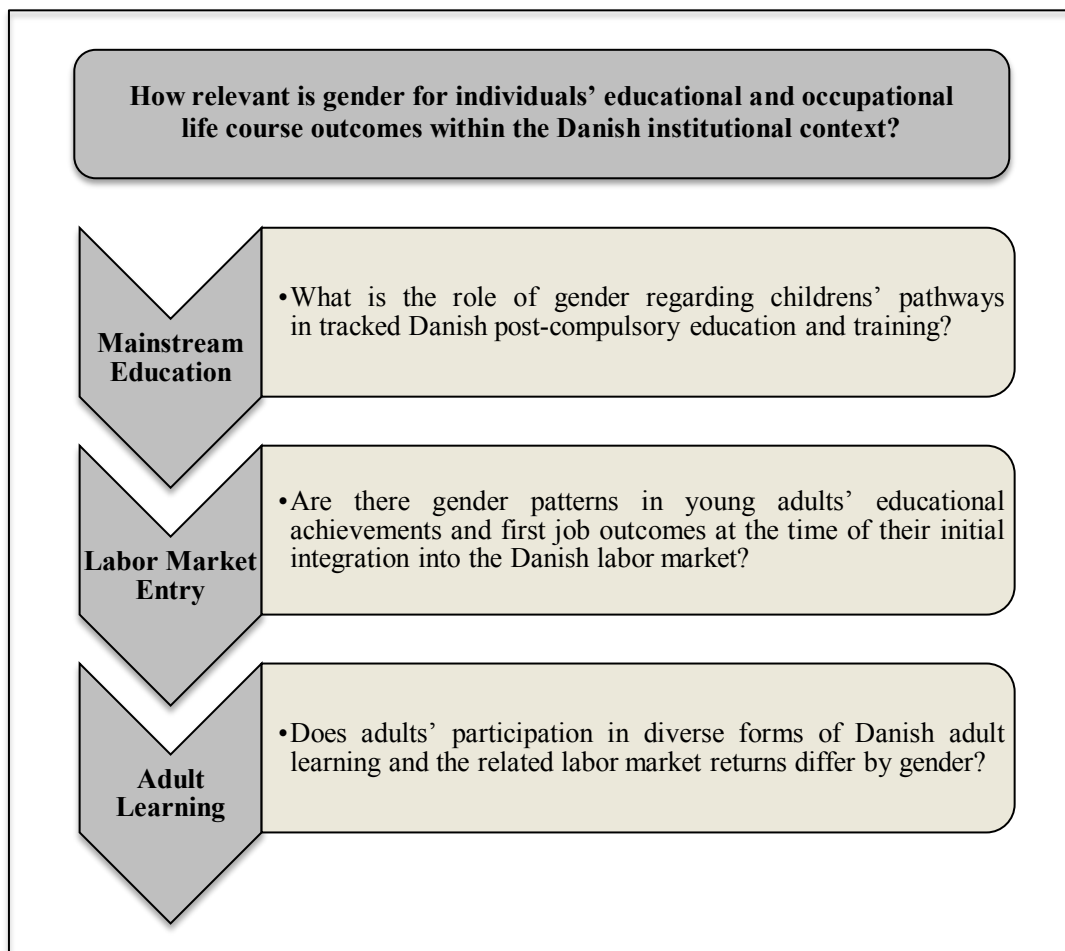 How relevant is gender for individuals’ educational and occupational
life course outcomes within the Danish institutional context?
Mainstream
Education
•What is the role of gender regarding childrens’ pathways
in tracked Danish post-compulsory education and training?
Labor Market
Entry
•Are there gender patterns in young adults’ educational
achievements and first job outcomes at the time of their initial
integration into the Danish labor market?
Adult
Learning
•Does adults’ participation in diverse forms of Danish adult
learning and the related labor market returns differ by gender?